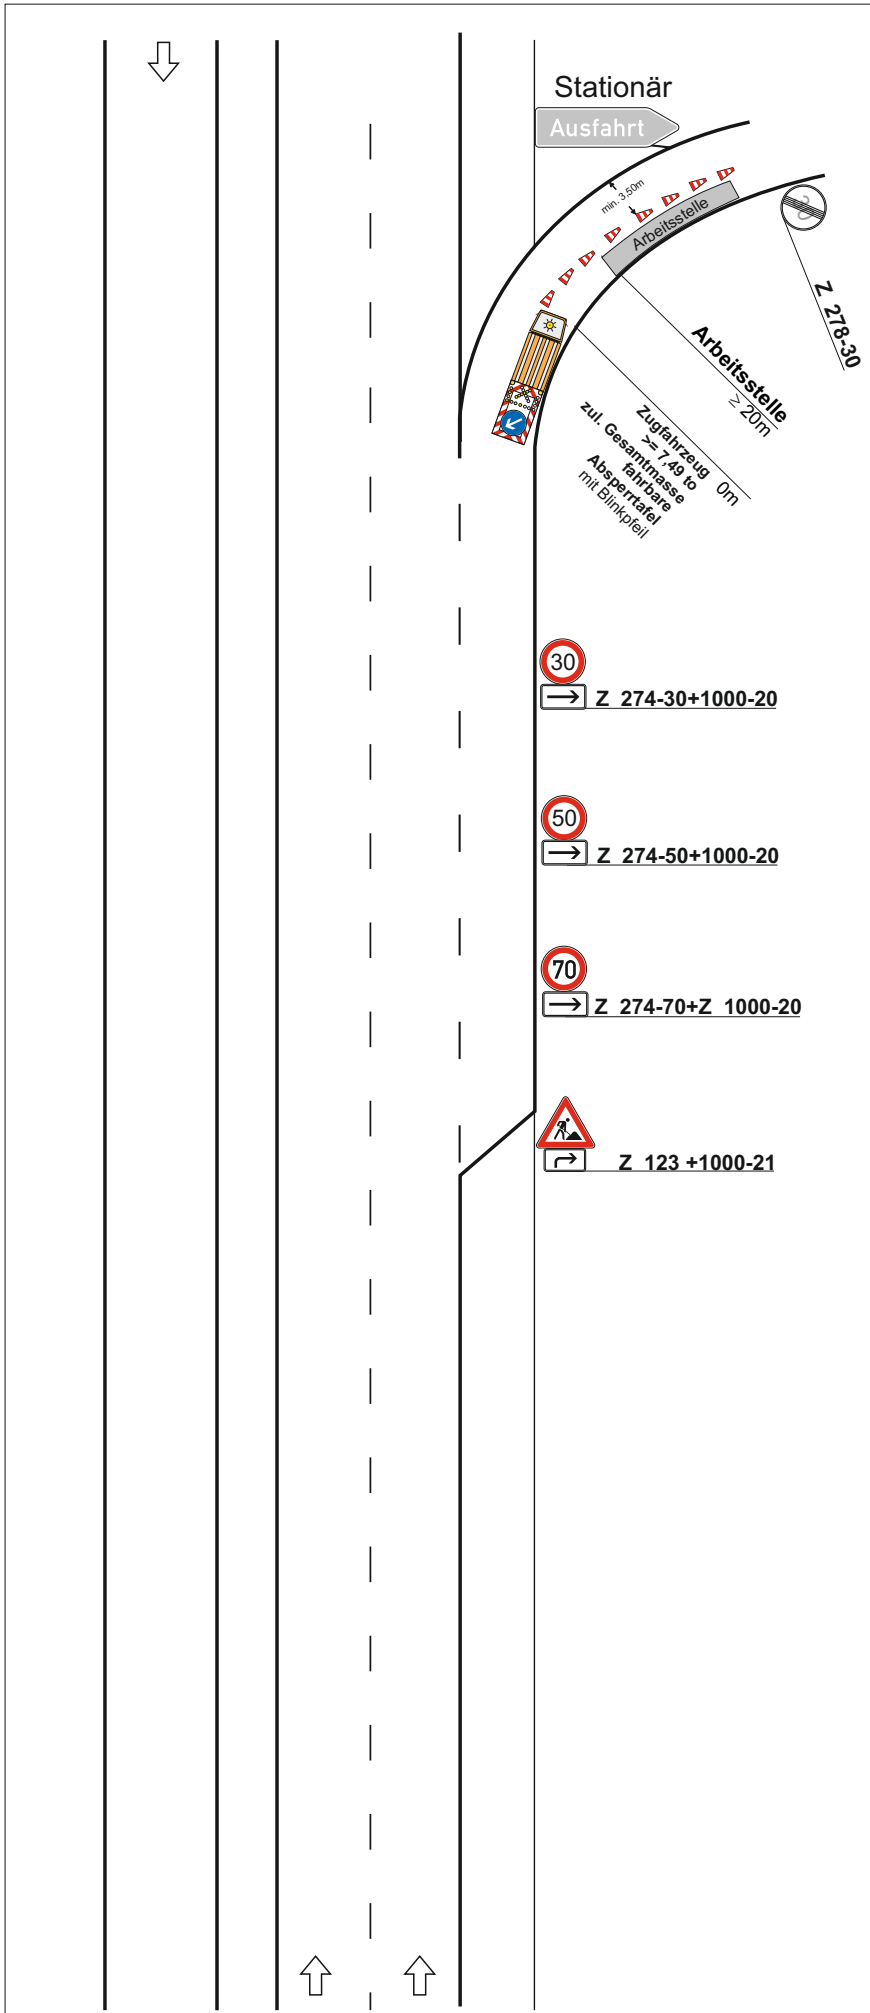 Stationär
Ausfahrt
min. 3,50m
Arbeitsstelle
Z 278-30
Arbeitsstelle
≥ 20m
Zugfahrzeug
>= 7,49 to
zul. Gesamtmasse
fahrbare
Absperrtafel
mit Blinkpfeil
0m
30
Z 274-30+1000-20
50
Z 274-50+1000-20
70
Z 274-70+Z 1000-20
Z 123 +1000-21